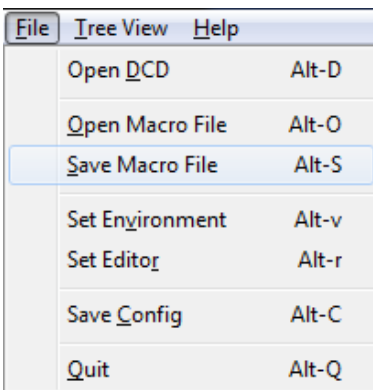 File Tree View Help
Open DCD Alt-D
Open Macro File Alt-O
Save Macro File Alt-S
Set Environment Alt-v
Set Editor Alt-r
Save Config Alt-C
Quit Alt-Q